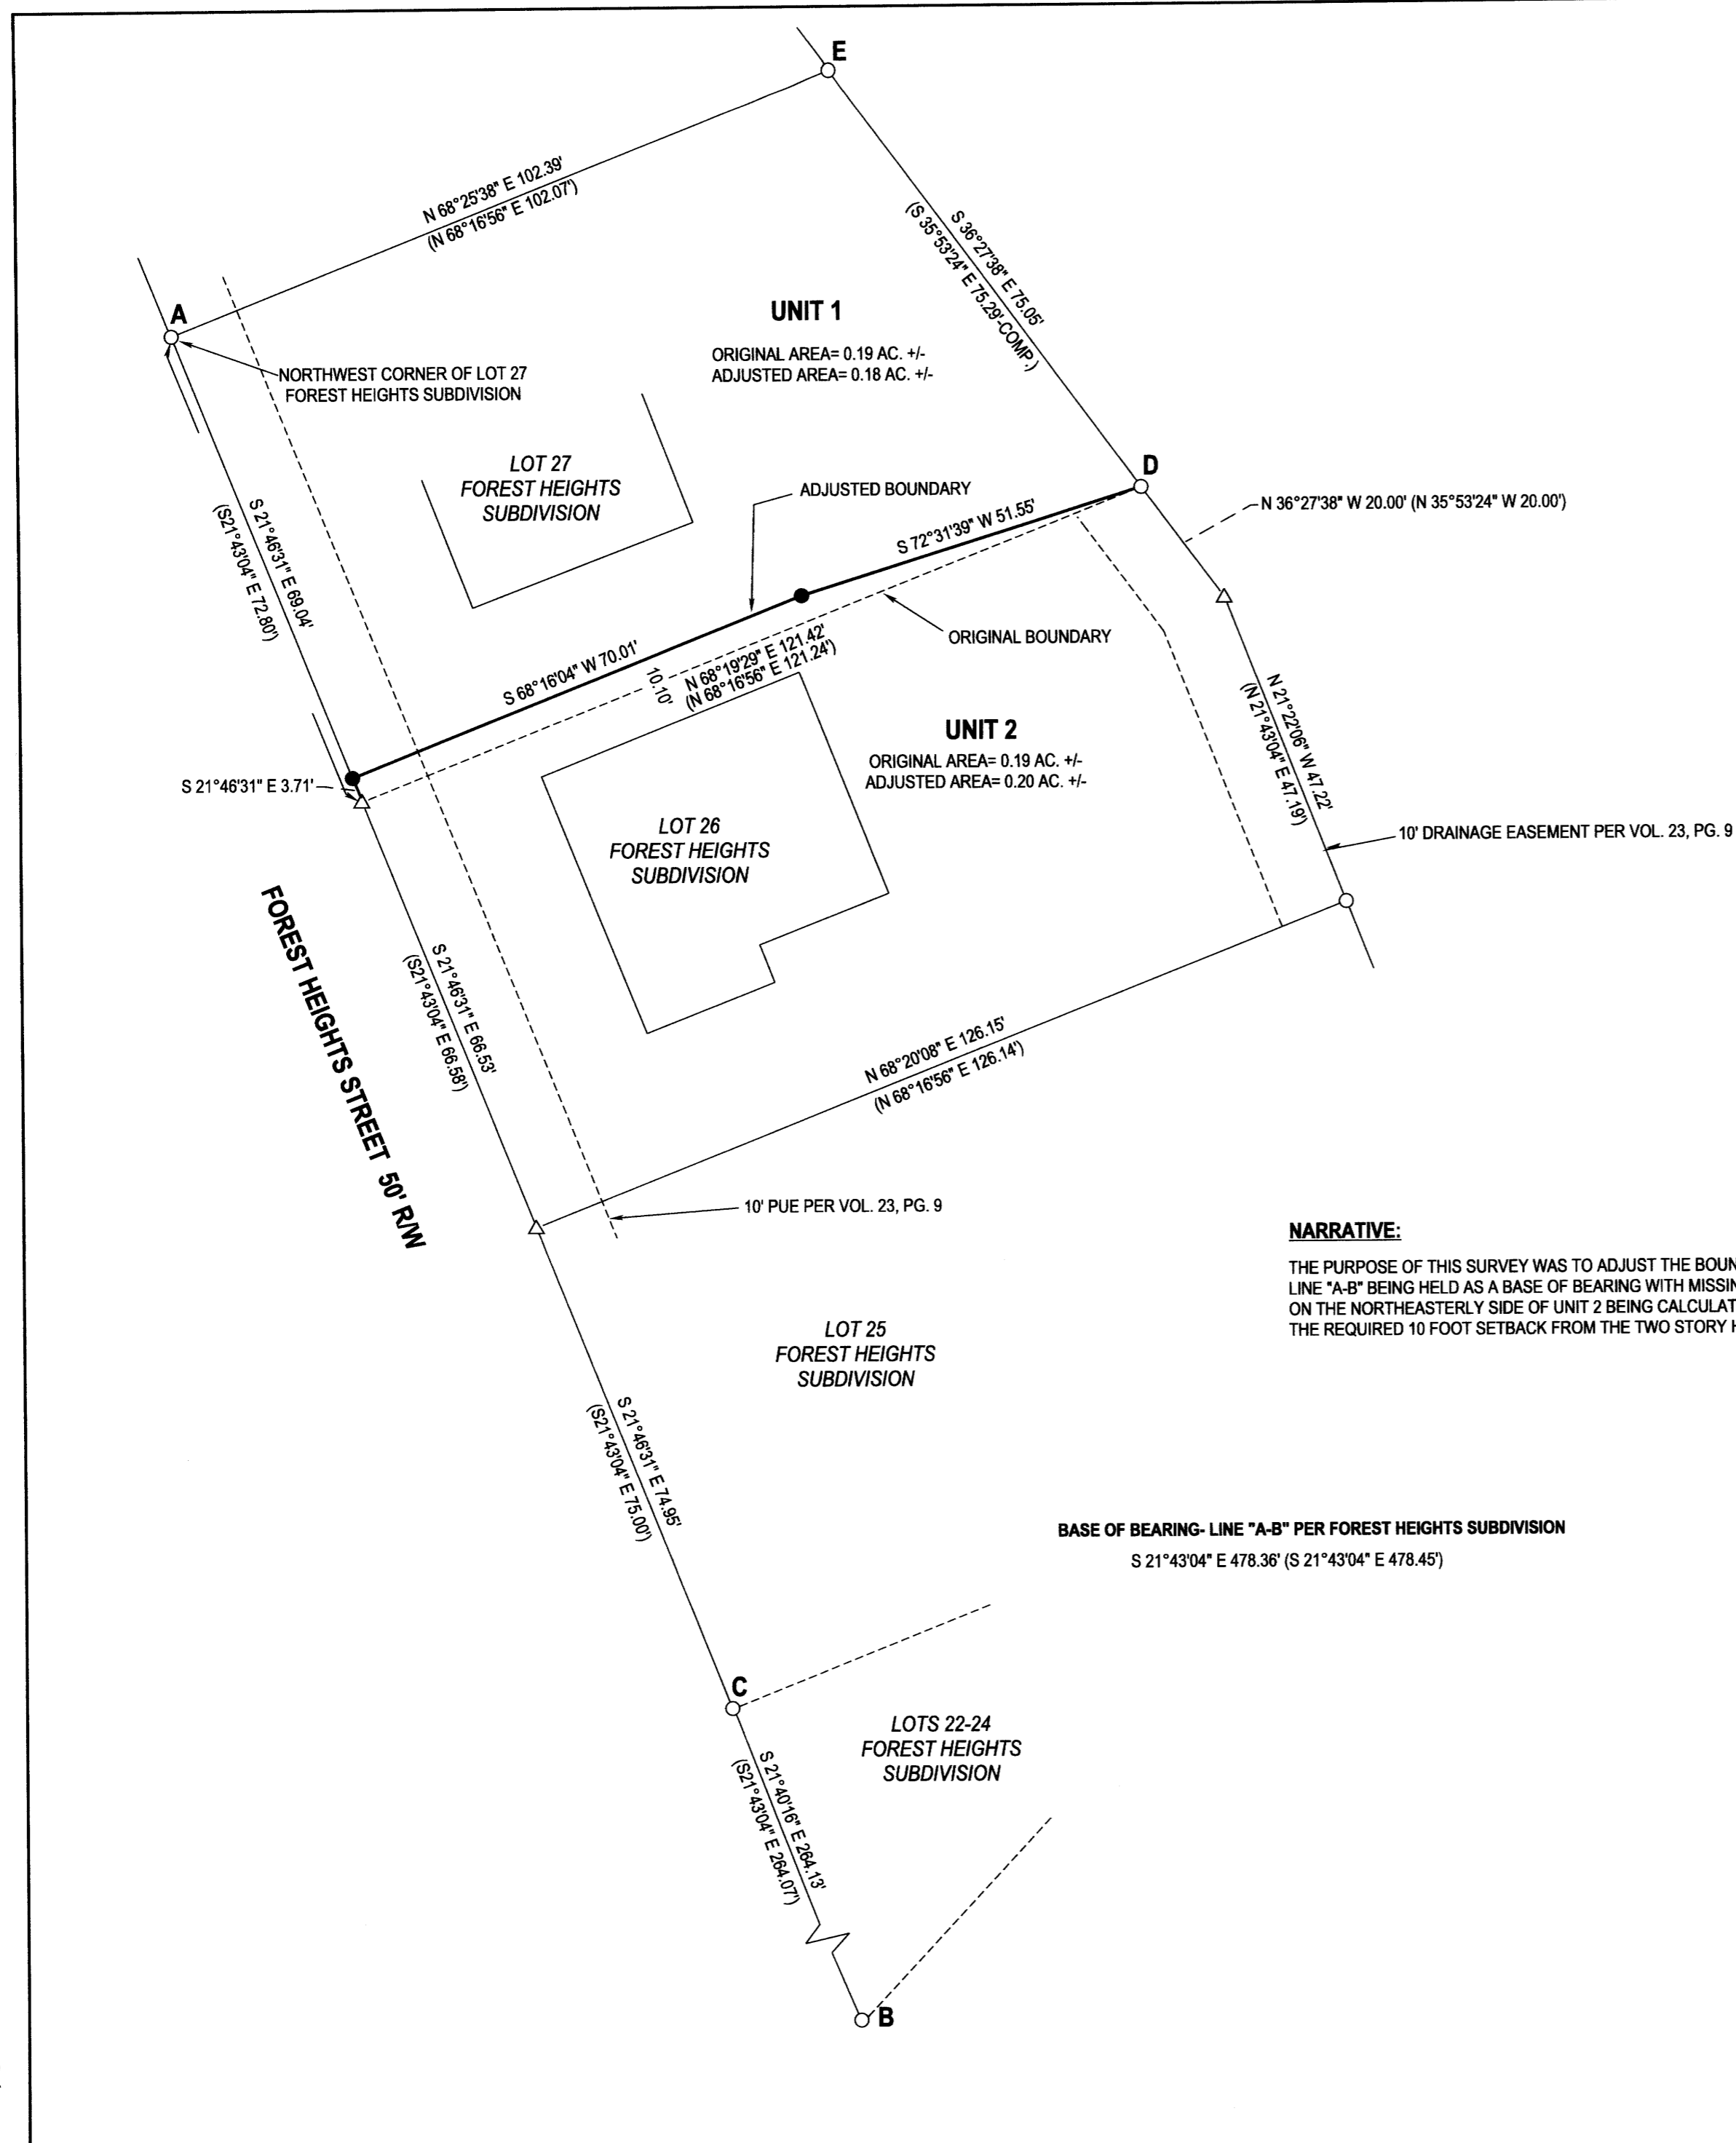 E
N 68°25'38" E 102.39'
(N 68°16'56" E 102.07')
S 36°27'38" E 75.05'
(S 35°53'24" E 75.29'-COMP.)
A
UNIT 1
ORIGINAL AREA= 0.19 AC. +/-
ADJUSTED AREA= 0.18 AC. +/-
NORTHWEST CORNER OF LOT 27
FOREST HEIGHTS SUBDIVISION
LOT 27
FOREST HEIGHTS
SUBDIVISION
D
ADJUSTED BOUNDARY
N 36°27'38" W 20.00' (N 35°53'24" W 20.00')
S 21°46'31" E 69.04'
(S21°43'04" E 72.80')
S 72°31'39" W 51.55'
S 68°16'04" W 70.01'
ORIGINAL BOUNDARY
N 68°19'29" E 121.42'
(N 68°16'56" E 121.24')
10.10'
UNIT 2
ORIGINAL AREA= 0.19 AC. +/-
ADJUSTED AREA= 0.20 AC. +/-
N 21°22'06" W 47.22'
(N 21°43'04" E 47.19')
S 21°46'31" E 3.71'
10' DRAINAGE EASEMENT PER VOL. 23, PG. 9
LOT 26
FOREST HEIGHTS
SUBDIVISION
FOREST HEIGHTS STREET 50' R/W
S 21°46'31" E 66.53'
(S21°43'04" E 66.58')
N 68°20'08" E 126.15'
(N 68°16'56" E 126.14')
10' PUE PER VOL. 23, PG. 9
NARRATIVE:
THE PURPOSE OF THIS SURVEY WAS TO ADJUST THE BOUN
LINE "A-B" BEING HELD AS A BASE OF BEARING WITH MISSIN
ON THE NORTHEASTERLY SIDE OF UNIT 2 BEING CALCULAT
THE REQUIRED 10 FOOT SETBACK FROM THE TWO STORY H
LOT 25
FOREST HEIGHTS
SUBDIVISION
S 21°46'31" E 74.95'
(S21°43'04" E 75.00')
BASE OF BEARING- LINE "A-B" PER FOREST HEIGHTS SUBDIVISION
S 21°43'04" E 478.36' (S 21°43'04" E 478.45')
C
LOTS 22-24
FOREST HEIGHTS
SUBDIVISION
S 21°40'16" E 264.13'
(S21°43'04" E 264.07')
B